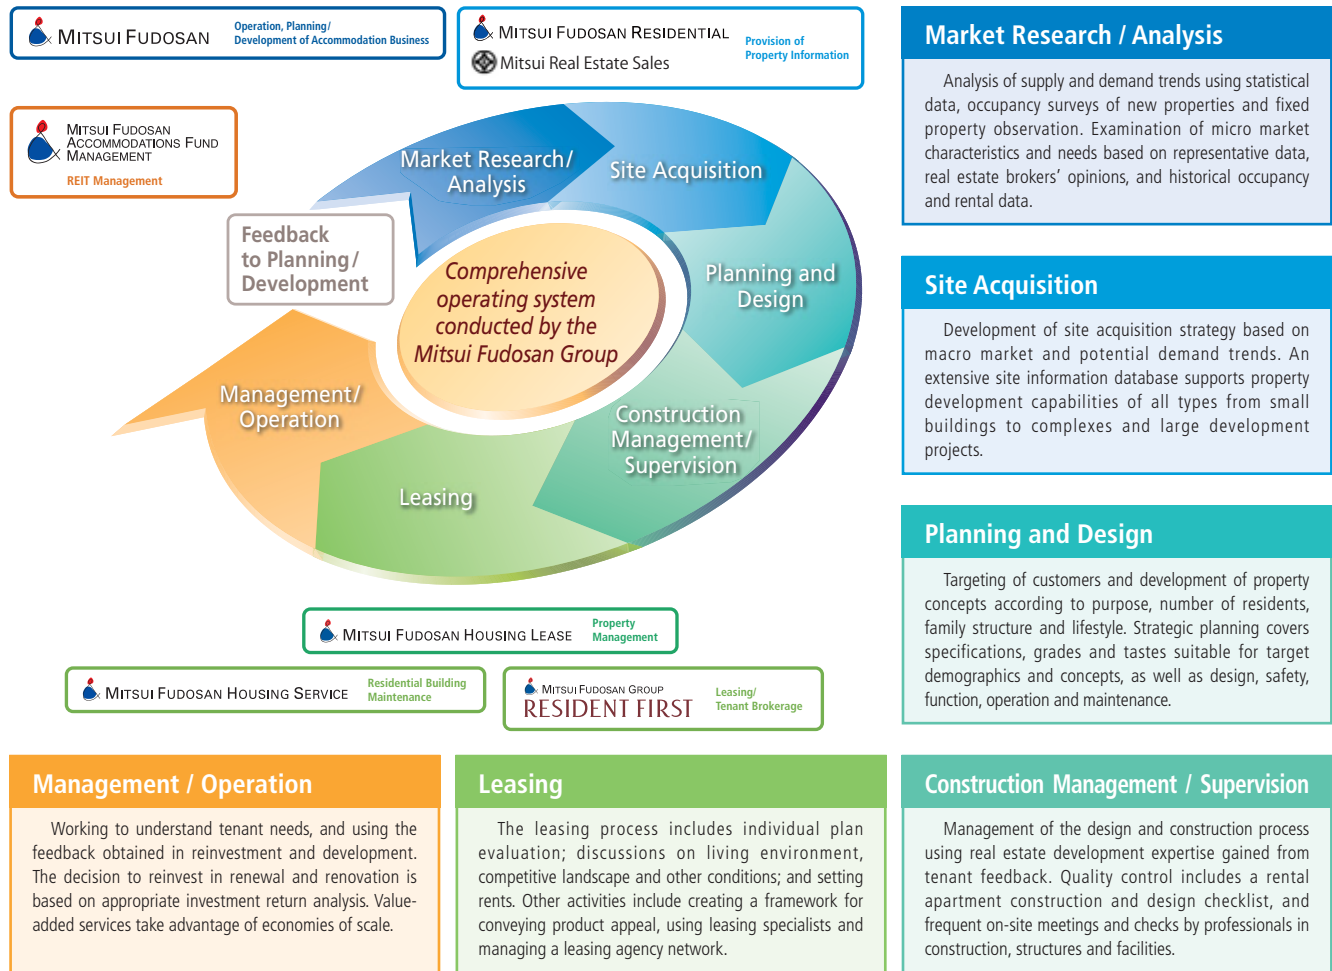 MITSUI FUDOSAN
Operation, Planning/
Development of Accommodation Business
MITSUI FUDOSAN RESIDENTIAL
Mitsui Real Estate Sales
Provision of
Property Information
MITSUI FUDOSAN
ACCOMMODATIONS FUND
MANAGEMENT
REIT Management
Market Research/
Analysis
Site Acquisition
Feedback
to Planning/
Development
Comprehensive
operating system
conducted by the
Mitsui Fudosan Group
Planning and
Design
Management/
Operation
Construction
Management/
Supervision
Leasing
MITSUI FUDOSAN HOUSING LEASE
Property
Management
MITSUI FUDOSAN HOUSING SERVICE
Residential Building
Maintenance
MITSUI FUDOSAN GROUP
RESIDENT FIRST
Leasing/
Tenant Brokerage
Market Research / Analysis
Analysis of supply and demand trends using statistical
data, occupancy surveys of new properties and fixed
property observation. Examination of micro market
characteristics and needs based on representative data,
real estate brokers’ opinions, and historical occupancy
and rental data.
Site Acquisition
Development of site acquisition strategy based on
macro market and potential demand trends. An
extensive site information database supports property
development capabilities of all types from small
buildings to complexes and large development
projects.
Planning and Design
Targeting of customers and development of property
concepts according to purpose, number of residents,
family structure and lifestyle. Strategic planning covers
specifications, grades and tastes suitable for target
demographics and concepts, as well as design, safety,
function, operation and maintenance.
Management / Operation
Working to understand tenant needs, and using the
feedback obtained in reinvestment and development.
The decision to reinvest in renewal and renovation is
based on appropriate investment return analysis. Value-
added services take advantage of economies of scale.
Leasing
The leasing process includes individual plan
evaluation; discussions on living environment,
competitive landscape and other conditions; and setting
rents. Other activities include creating a framework for
conveying product appeal, using leasing specialists and
managing a leasing agency network.
Construction Management / Supervision
Management of the design and construction process
using real estate development expertise gained from
tenant feedback. Quality control includes a rental
apartment construction and design checklist, and
frequent on-site meetings and checks by professionals in
construction, structures and facilities.